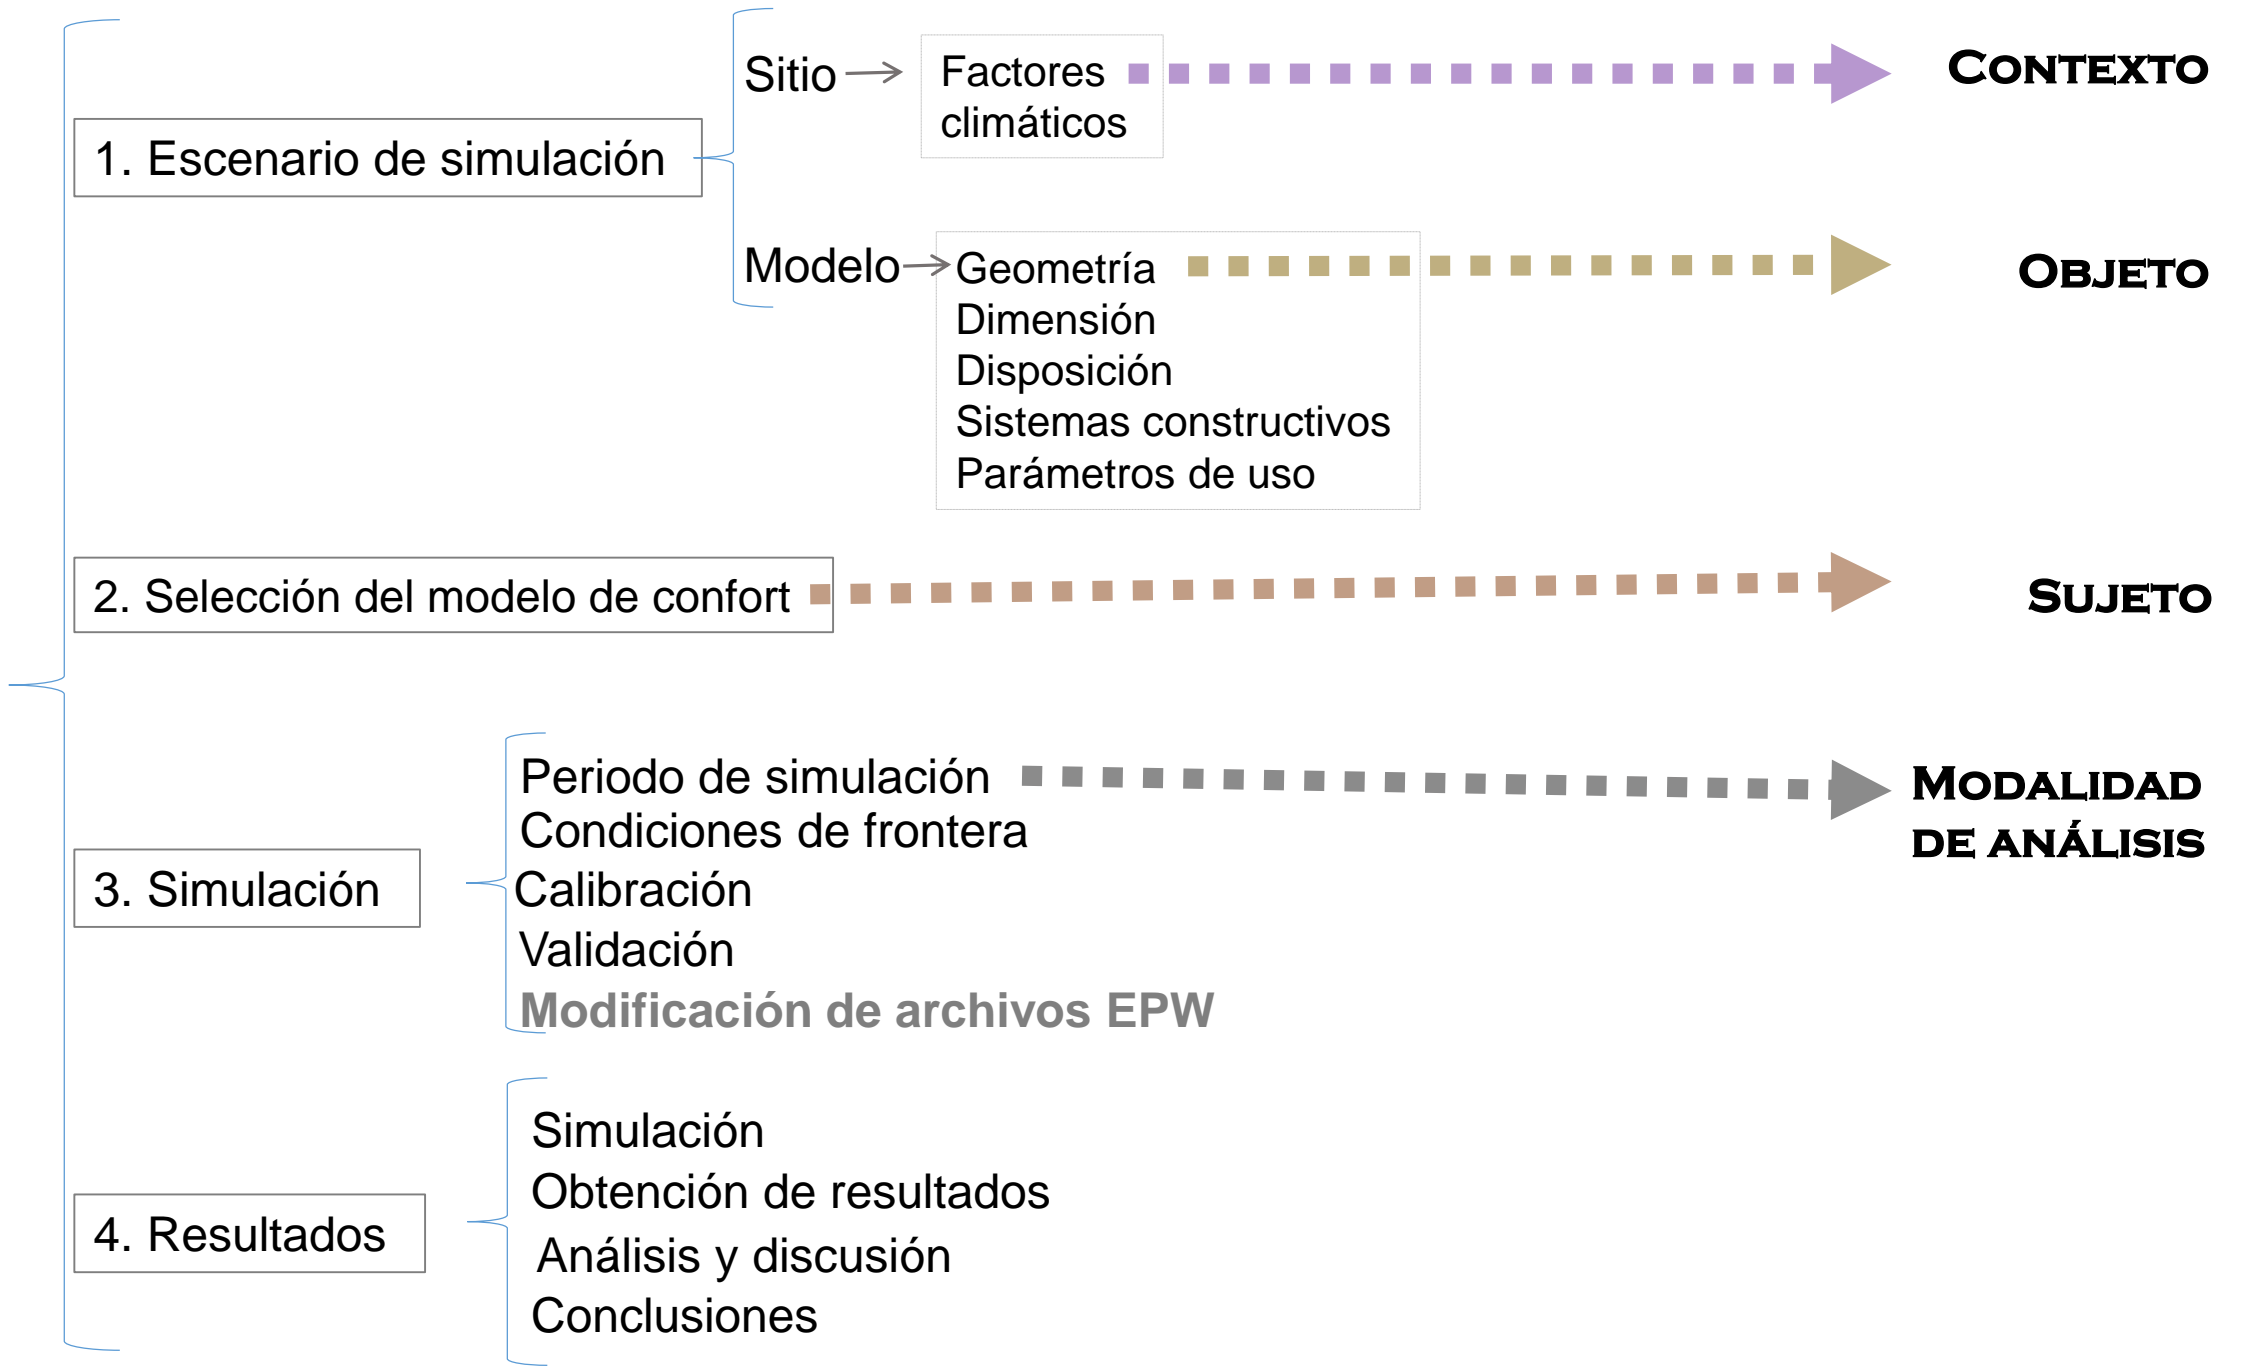 Sitio
Factores
climáticos
CONTEXTO
1. Escenario de simulación
Modelo
Geometría
Dimensión
Disposición
Sistemas constructivos
Parámetros de uso
OBJETO
2. Selección del modelo de confort
SUJETO
3. Simulación
Periodo de simulación
Condiciones de frontera
Calibración
Validación
Modificación de archivos EPW
MODALIDAD
DE ANÁLISIS
4. Resultados
Simulación
Obtención de resultados
Análisis y discusión
Conclusiones